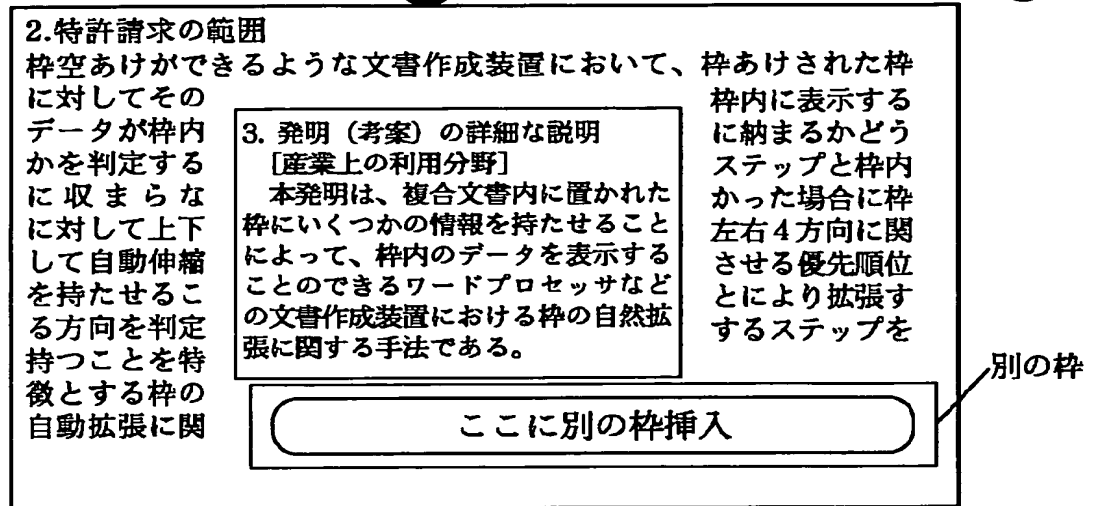 2.特許請求の範囲
枠空あけができるような文書作成装置において、枠あけされた枠
に対してその 枠内に表示する
データが枠内 に納まるかどう
かを判定する ステップと枠内
に収まらな かった場合に枠
に対して上下 左右4方向に関
して自動伸縮 させる優先順位
を持たせるこ とにより拡張す
る方向を判定 するステップを
持つことを特
徴とする枠の
自動拡張に関
3. 発明（考案）の詳細な説明
[産業上の利用分野]
本発明は、複合文書内に置かれた
枠にいくつかの情報を持たせること
によって、枠内のデータを表示する
ことのできるワードプロセッサなど
の文書作成装置における枠の自然拡
張に関する手法である。
ここに別の枠挿入
別の枠